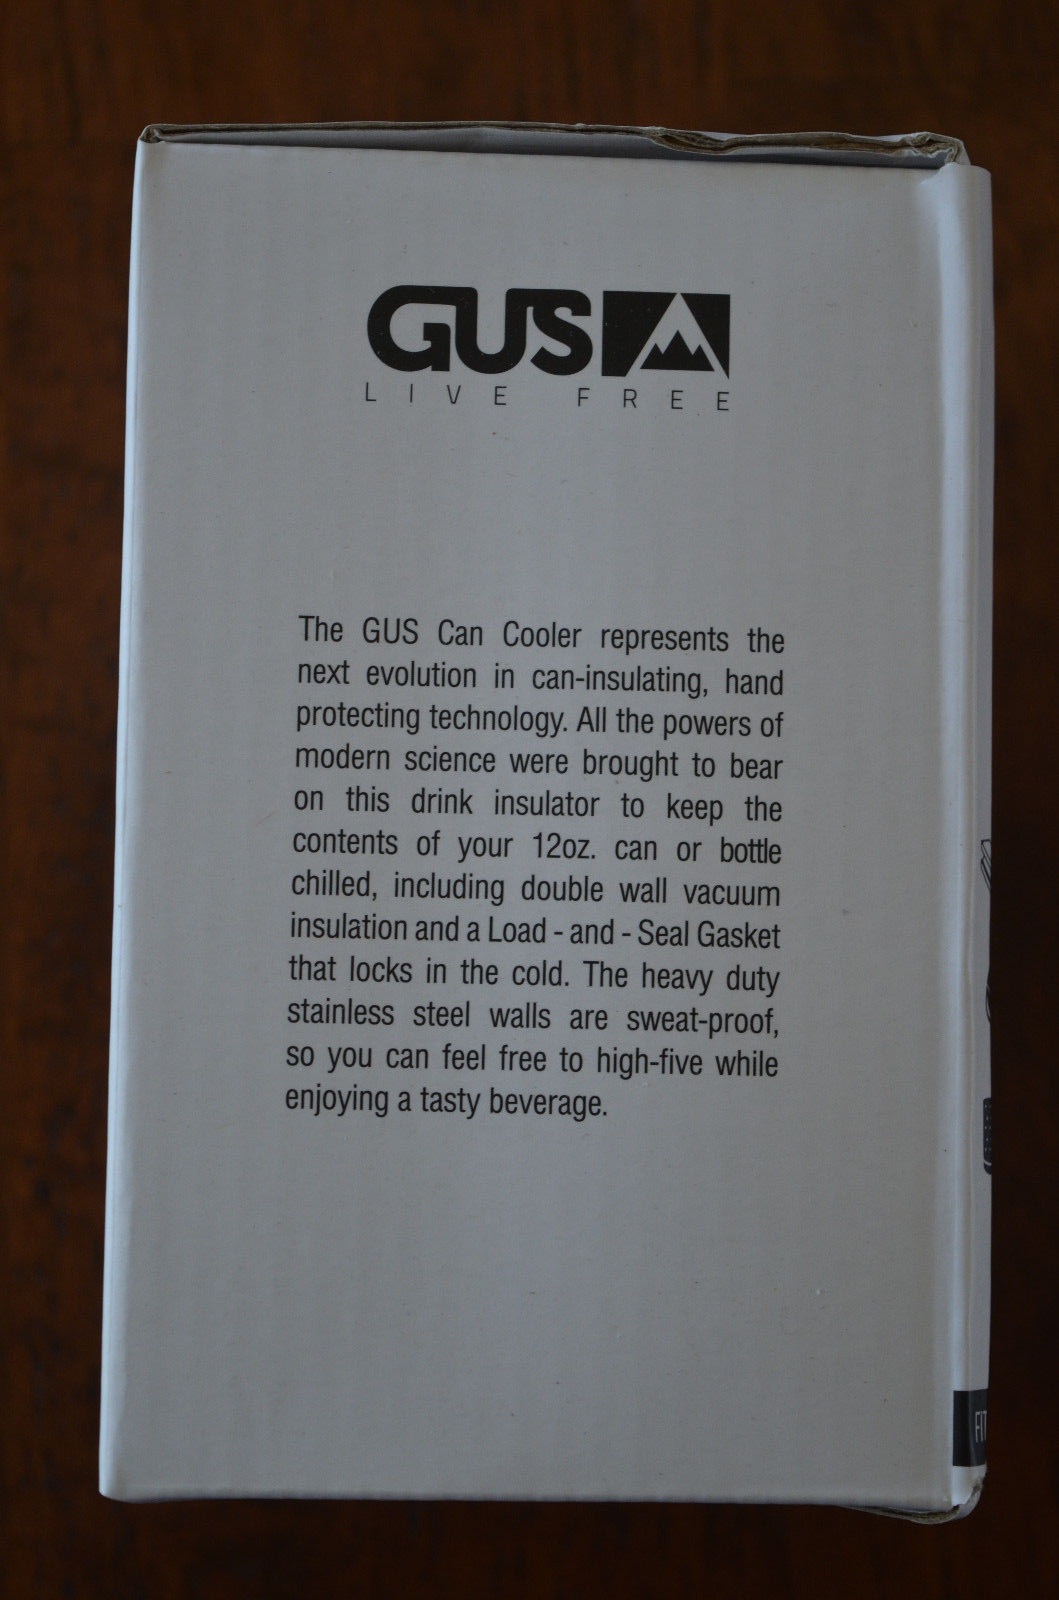 GUS
LIVE FREE
The GUS Can Cooler represents the
next evolution in can-insulating, hand
protecting technology. All the powers of
modern science were brought to bear
on this drink insulator to keep the
contents of your 12oz. can or bottle
chilled, including double wall vacuum
insulation and a Load - and - Seal Gasket
that locks in the cold. The heavy duty
stainless steel walls are sweat-proof,
so you can feel free to high-five while
enjoying a tasty beverage.